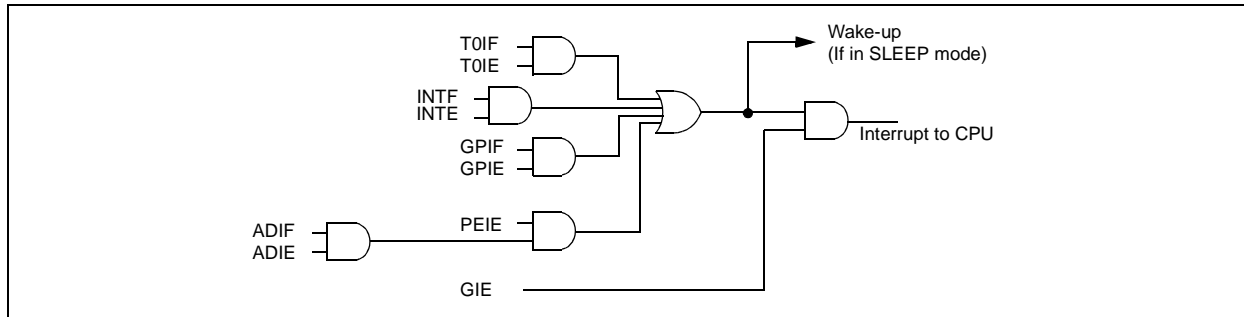 T0IF
T0IE
Wake-up
(If in SLEEP mode)
INTF
INTE
Interrupt to CPU
GPIF
GPIE
PEIE
ADIF
ADIE
GIE